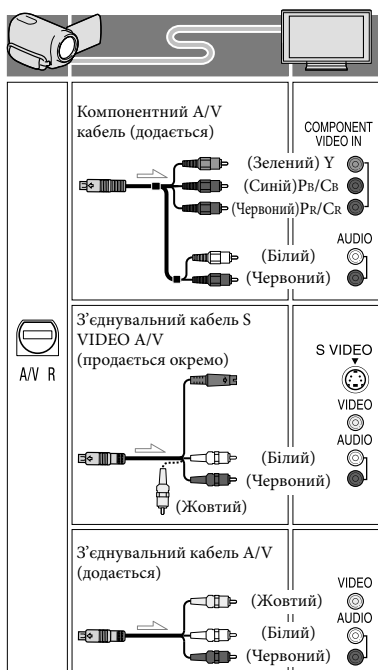 Компонентний A/V
кабель (додається)
COMPONENT
VIDEO IN
(Зелений) Y
(Синій)PB/CB
(Червоний)PR/CR
AUDIO
(Білий)
(Червоний)
A/V R
З’єднувальний кабель S
VIDEO A/V
(продається окремо)
S VIDEO
VIDEO
AUDIO
(Білий)
(Червоний)
(Жовтий)
З’єднувальний кабель A/V
(додається)
VIDEO
(Жовтий)
AUDIO
(Білий)
(Червоний)